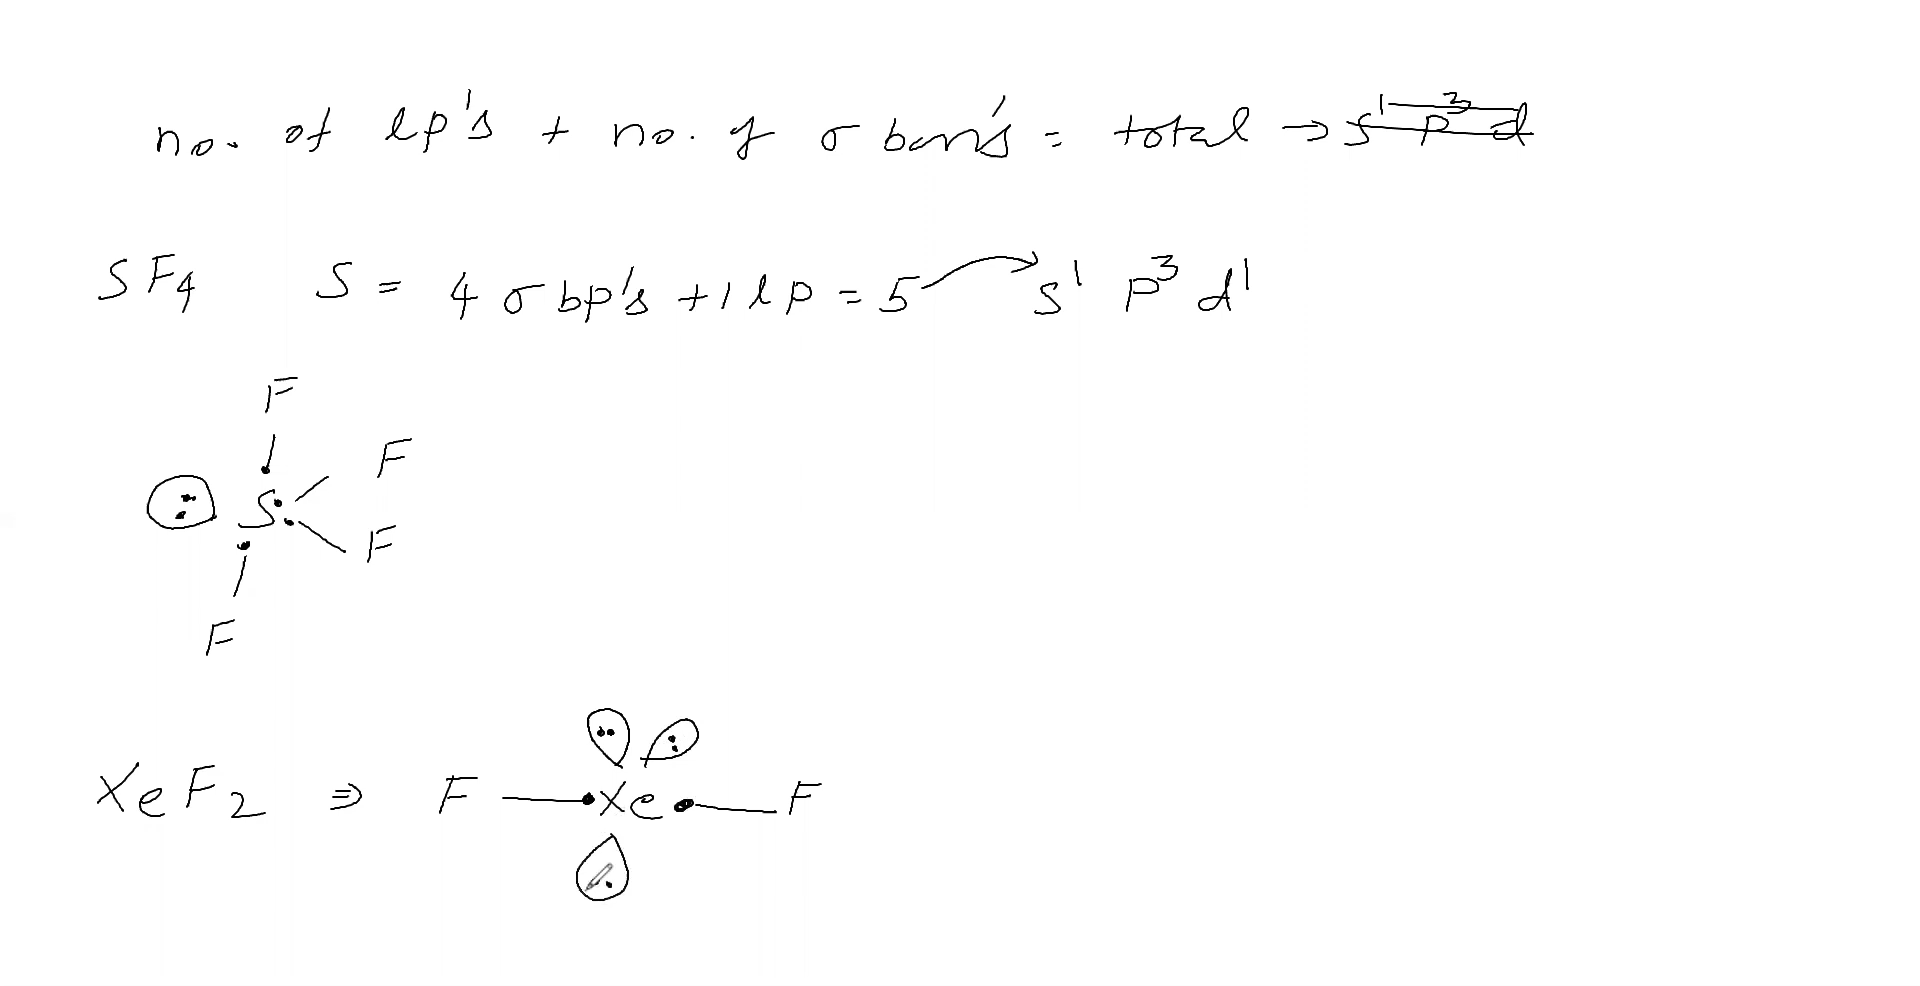 no. of lp's + no. of σ bon's = total → s¹ p³ d
SF₄ S = 4 σ bp's + 1 lp = 5 s¹ p³ d¹
F
F
S
F
F
XeF₂ ⇒ F — Xe — F